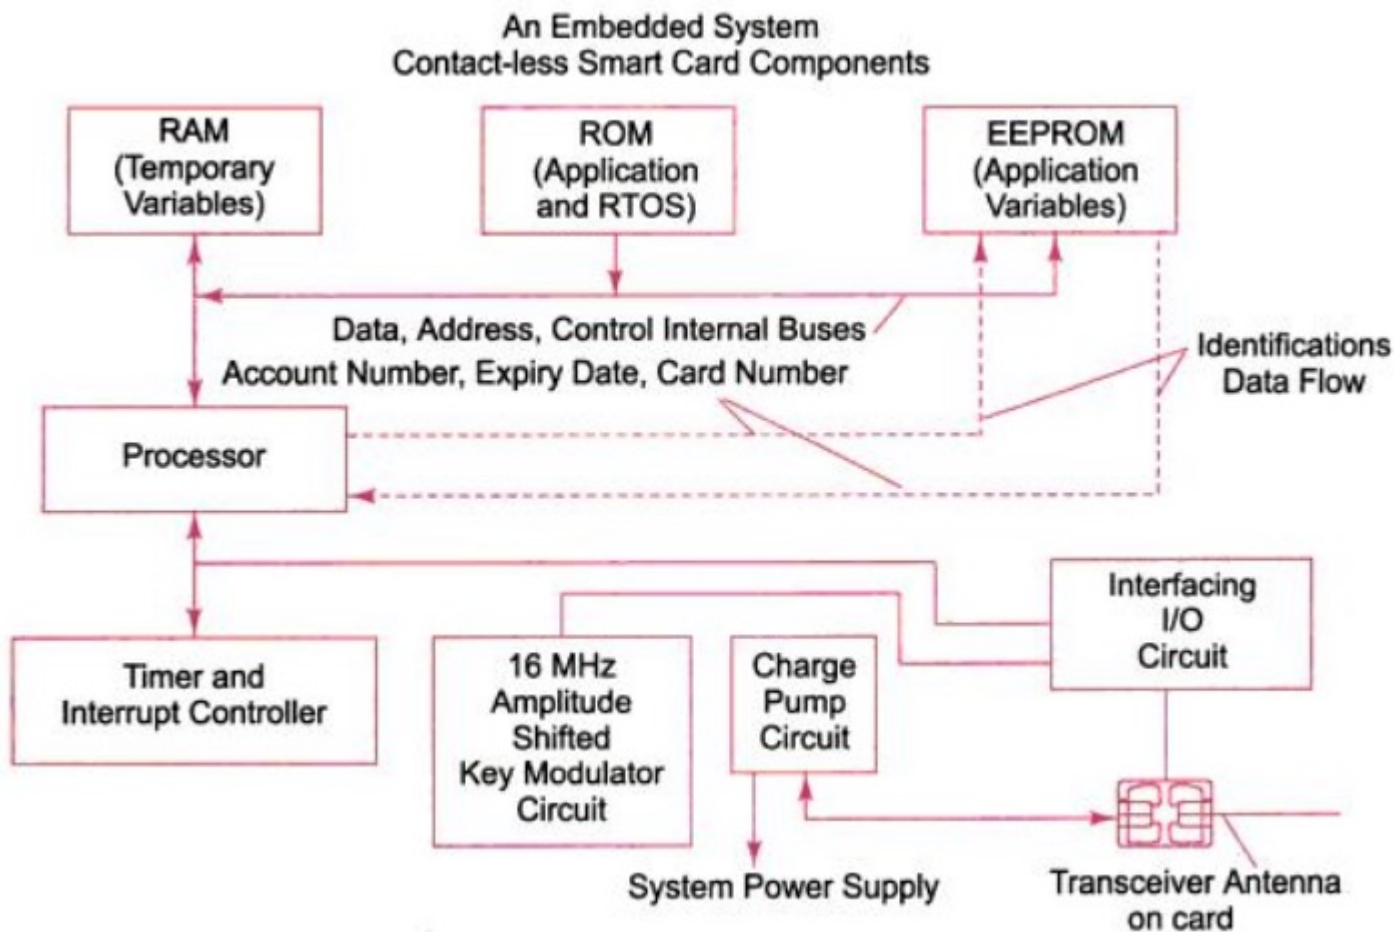 An Embedded System
Contact-less Smart Card Components
RAM
(Temporary
Variables)
ROM
(Application
and RTOS)
EEPROM
(Application
Variables)
Data, Address, Control Internal Buses
Account Number, Expiry Date, Card Number
Identifications
Data Flow
Processor
Timer and
Interrupt Controller
16 MHz
Amplitude
Shifted
Key Modulator
Circuit
Charge
Pump
Circuit
Interfacing
I/O
Circuit
System Power Supply
Transceiver Antenna
on card